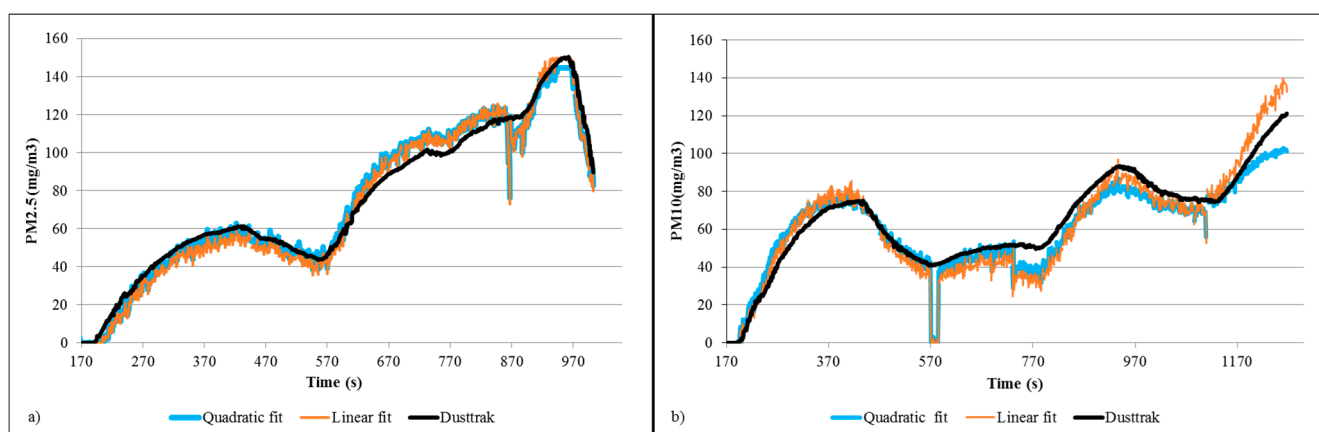 PM2.5 (mg/m3)
160
140
120
100
80
60
40
20
0
170 270 370 470 570 670 770 870 970
Time (s)
a) Quadratic fit Linear fit Dusttrak
PM10(mg/m3)
160
140
120
100
80
60
40
20
0
170 370 570 770 970 1170
Time (s)
b) Quadratic fit Linear fit Dusttrak